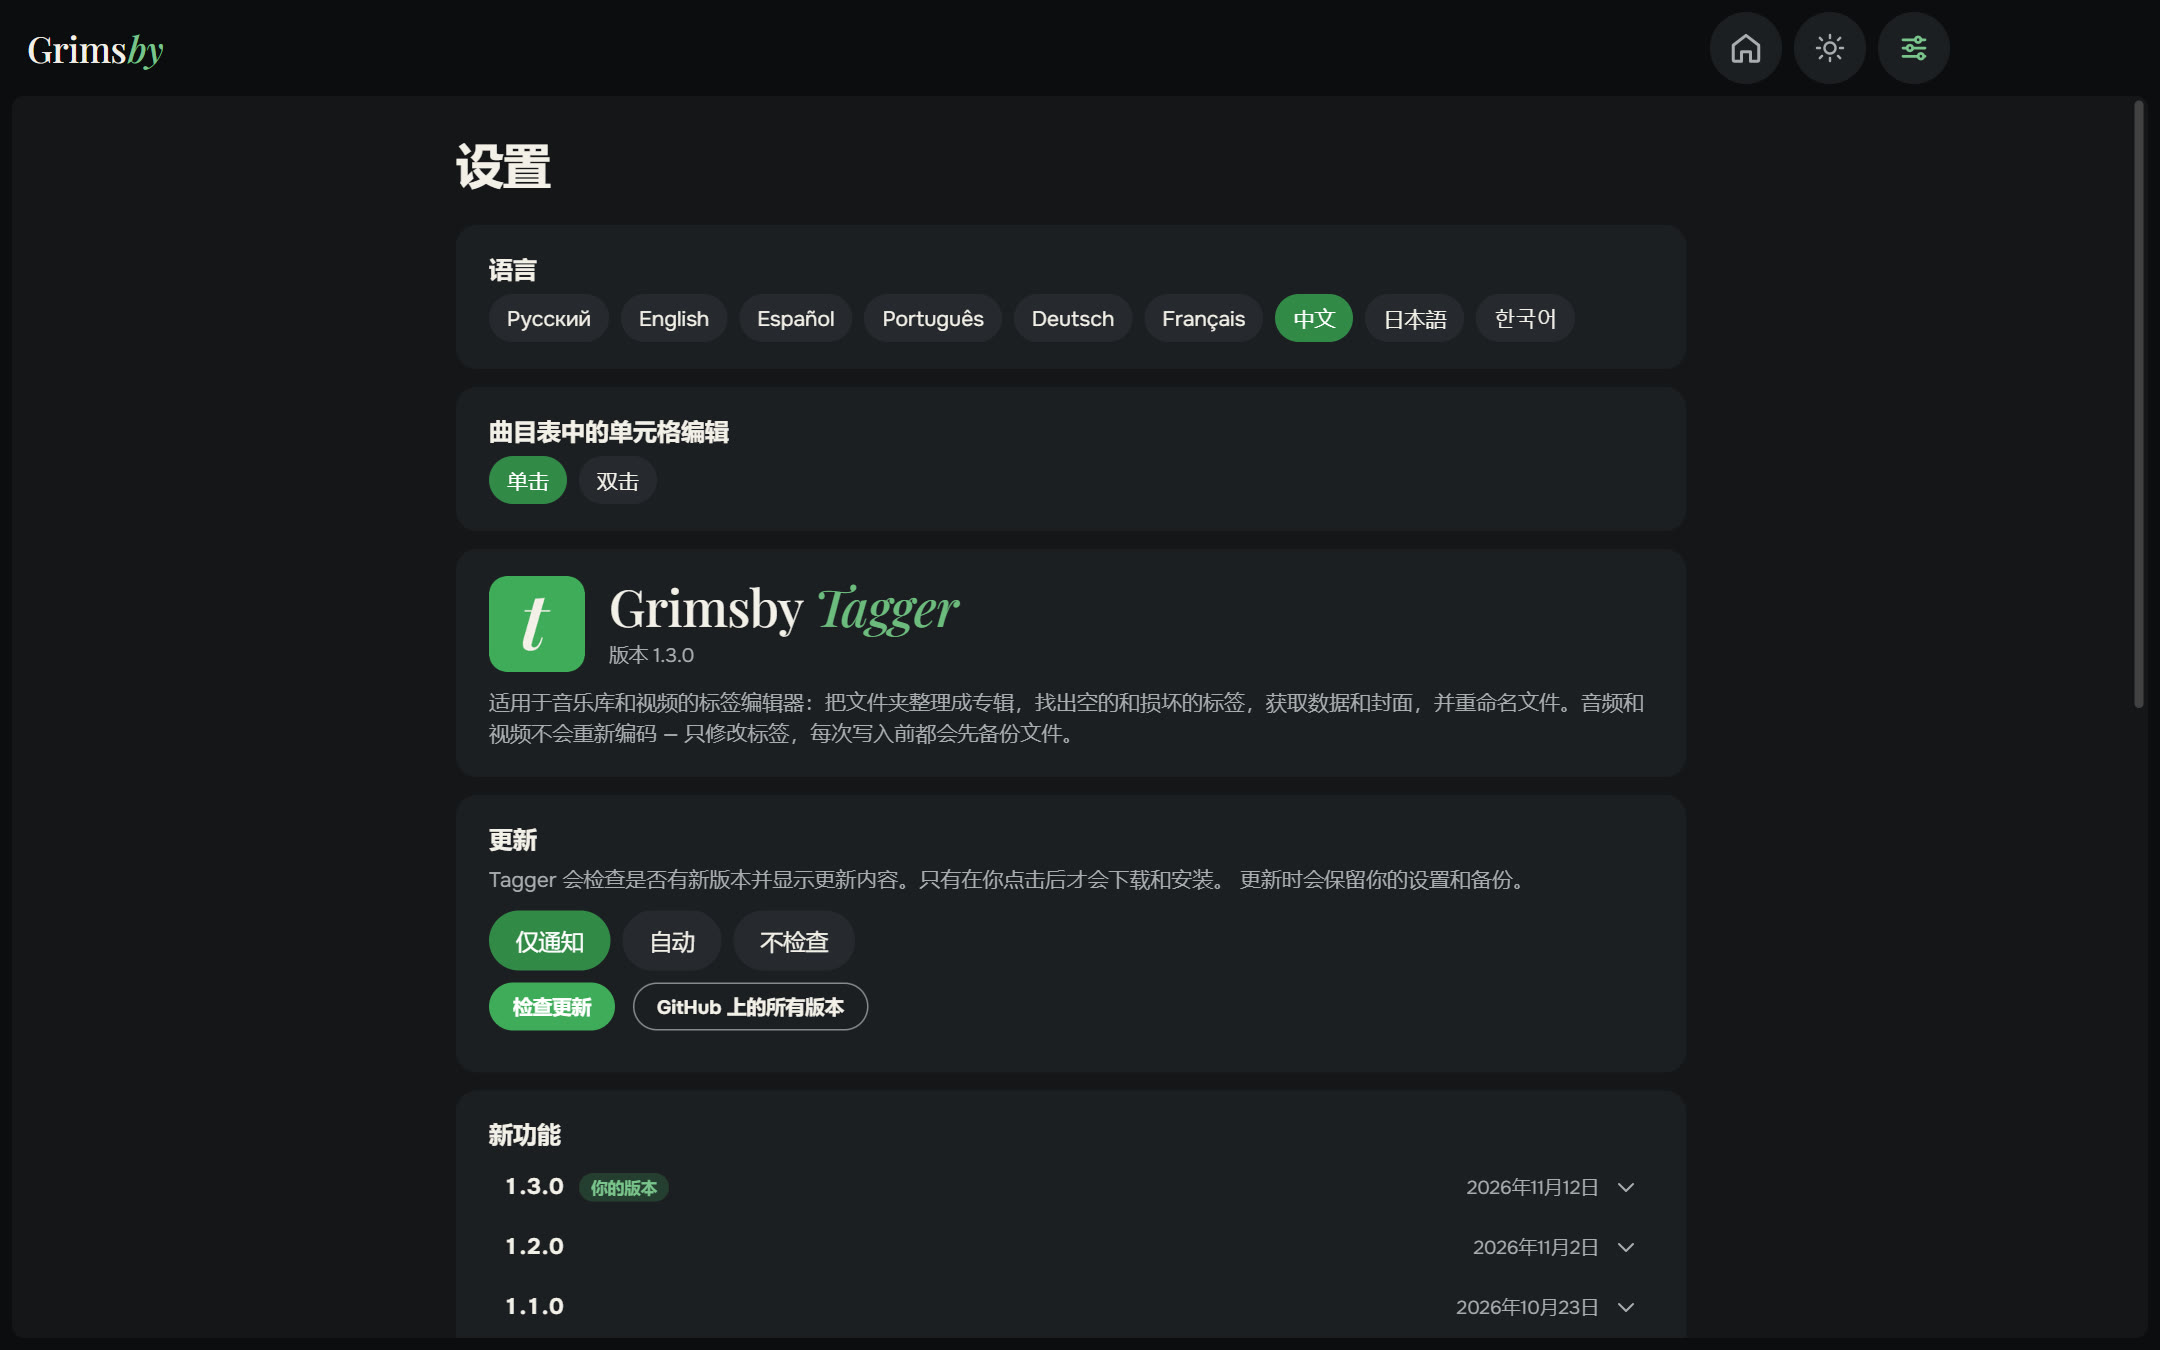 Grimsby
设置
语言
Русский English Español Português Deutsch Français 中文 日本語 한국어
曲目表中的单元格编辑
单击 双击
t
Grimsby Tagger
版本 1.3.0
适用于音乐库和视频的标签编辑器：把文件夹整理成专辑，找出空的和损坏的标签，获取数据和封面，并重命名文件。音频和
视频不会重新编码 – 只修改标签，每次写入前都会先备份文件。
更新
Tagger 会检查是否有新版本并显示更新内容。只有在你点击后才会下载和安装。 更新时会保留你的设置和备份。
仅通知 自动 不检查
检查更新 GitHub 上的所有版本
新功能
1.3.0 你的版本 2026年11月12日
1.2.0 2026年11月2日
1.1.0 2026年10月23日